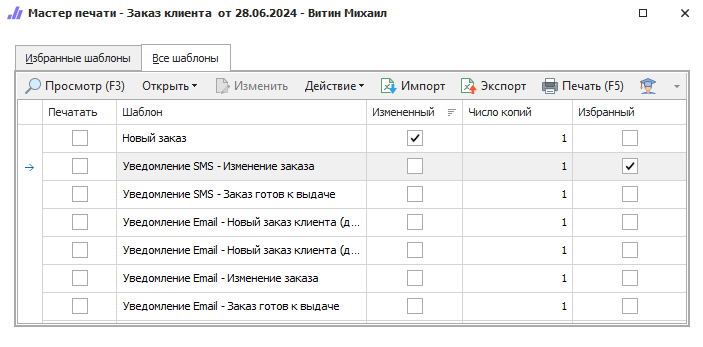 Мастер печати - Заказ клиента от 28.06.2024 - Витин Михаил
Избранные шаблоны Все шаблоны
Просмотр (F3) Открыть Изменить Действие Импорт Экспорт Печать (F5)
Печатать Шаблон Измененный Число копий Избранный
Новый заказ 1
Уведомление SMS - Изменение заказа 1
Уведомление SMS - Заказ готов к выдаче 1
Уведомление Email - Новый заказ клиента (д... 1
Уведомление Email - Новый заказ клиента (д... 1
Уведомление Email - Изменение заказа 1
Уведомление Email - Заказ готов к выдаче 1